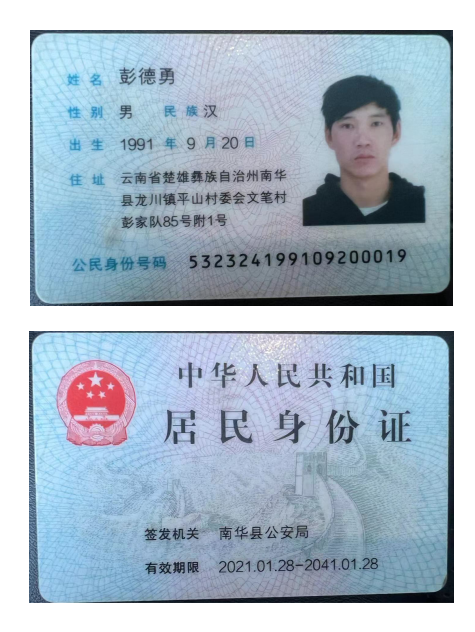 姓名 彭德勇
性别 男 民族 汉
出生 1991 年 9 月 20 日
住址 云南省楚雄彝族自治州南华
县龙川镇平山村委会文笔村
彭家队85号附1号
公民身份号码 532324199109200019
中华人民共和国
居民身份证
签发机关 南华县公安局
有效期限 2021.01.28-2041.01.28